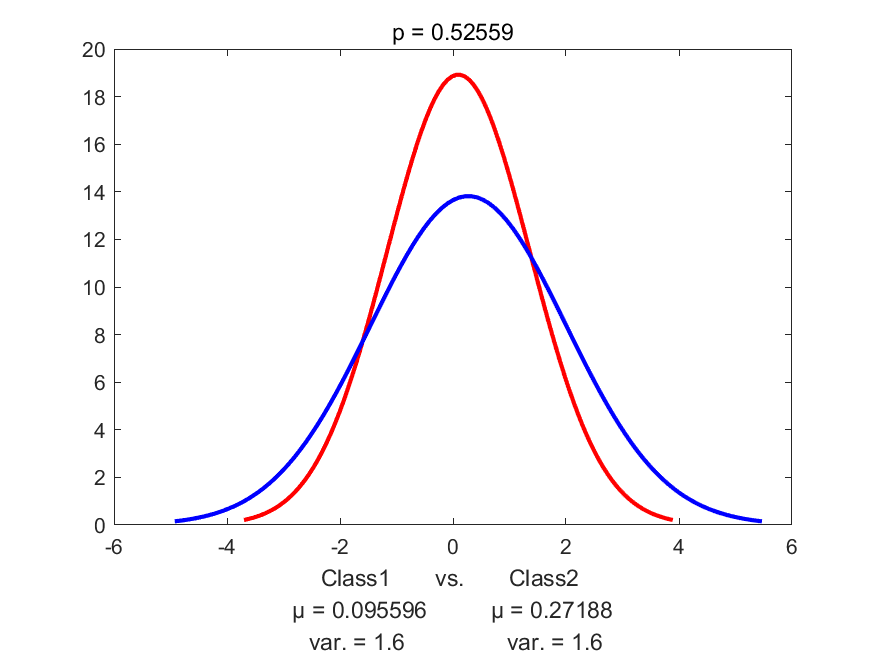 p = 0.52559
20
18
16
14
12
10
8
6
4
2
0
-6 -4 -2 0 2 4 6
Class1 vs. Class2
μ = 0.095596 μ = 0.27188
var. = 1.6 var. = 1.6